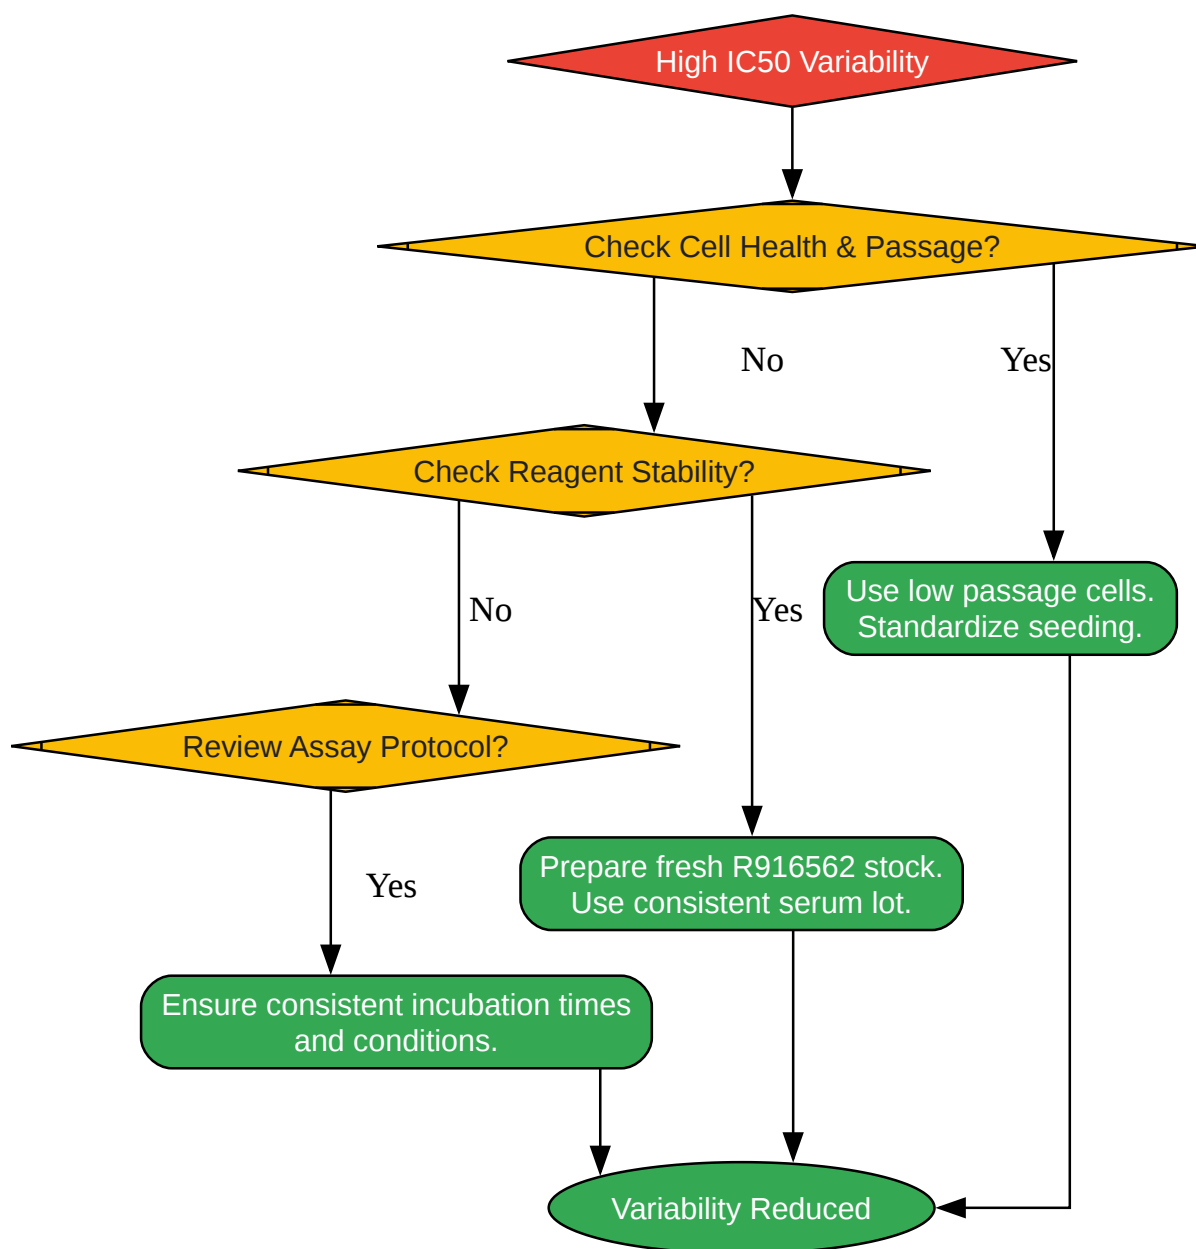 High IC50 Variability
Check Cell Health & Passage?
No
Yes
Check Reagent Stability?
Use low passage cells.
Standardize seeding.
No
Yes
Review Assay Protocol?
Prepare fresh R916562 stock.
Use consistent serum lot.
Yes
Ensure consistent incubation times
and conditions.
Variability Reduced